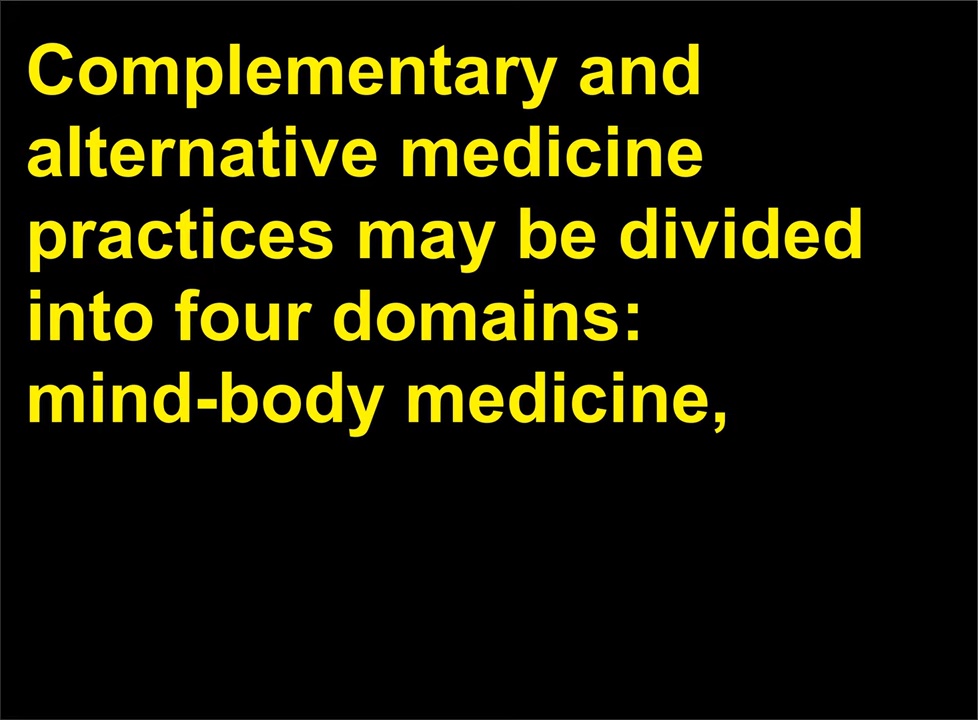 Complementary and
alternative medicine
practices may be divided
into four domains:
mind-body medicine,